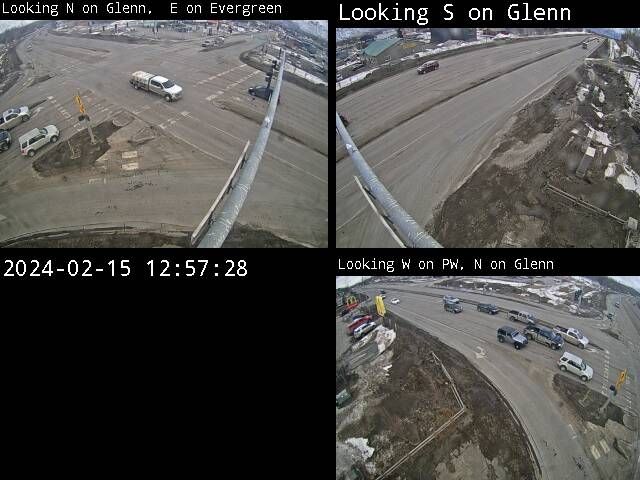 Looking N on Glenn, E on Evergreen
Looking S on Glenn
2024-02-15 12:57:28
Looking W on PW, N on Glenn